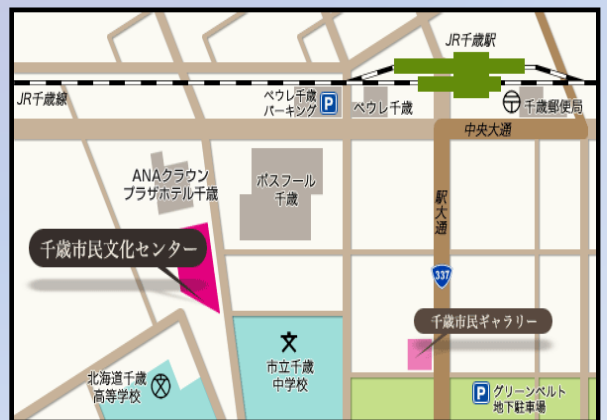 JR千歳駅
JR千歳線
ペウレ千歳
パーキング
P
ペウレ千歳
千歳郵便局
中央大通
ANAクラウン
プラザホテル千歳
ポスフール
千歳
駅大通
千歳市民文化センター
337
千歳市民ギャラリー
市立千歳
中学校
北海道千歳
高等学校
P
グリーンベルト
地下駐車場